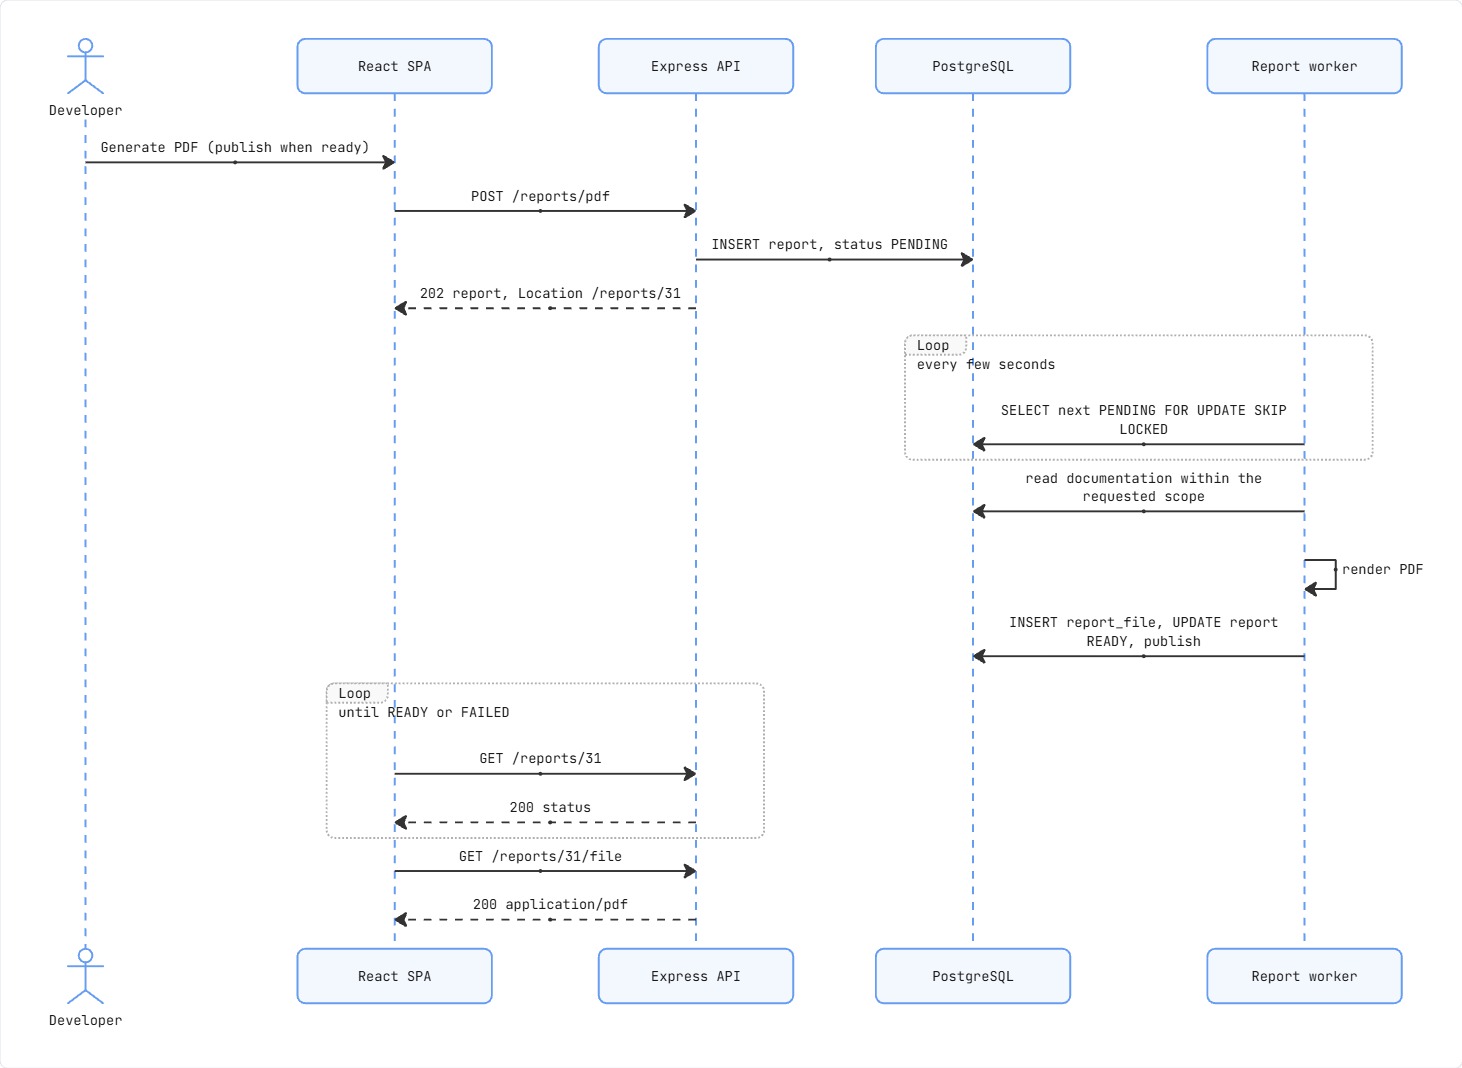 Developer
React SPA
Express API
PostgreSQL
Report worker
Generate PDF (publish when ready)
POST /reports/pdf
INSERT report, status PENDING
202 report, Location /reports/31
Loop
every few seconds
SELECT next PENDING FOR UPDATE SKIP
LOCKED
read documentation within the
requested scope
render PDF
INSERT report_file, UPDATE report
READY, publish
Loop
until READY or FAILED
GET /reports/31
200 status
GET /reports/31/file
200 application/pdf
React SPA
Express API
PostgreSQL
Report worker
Developer